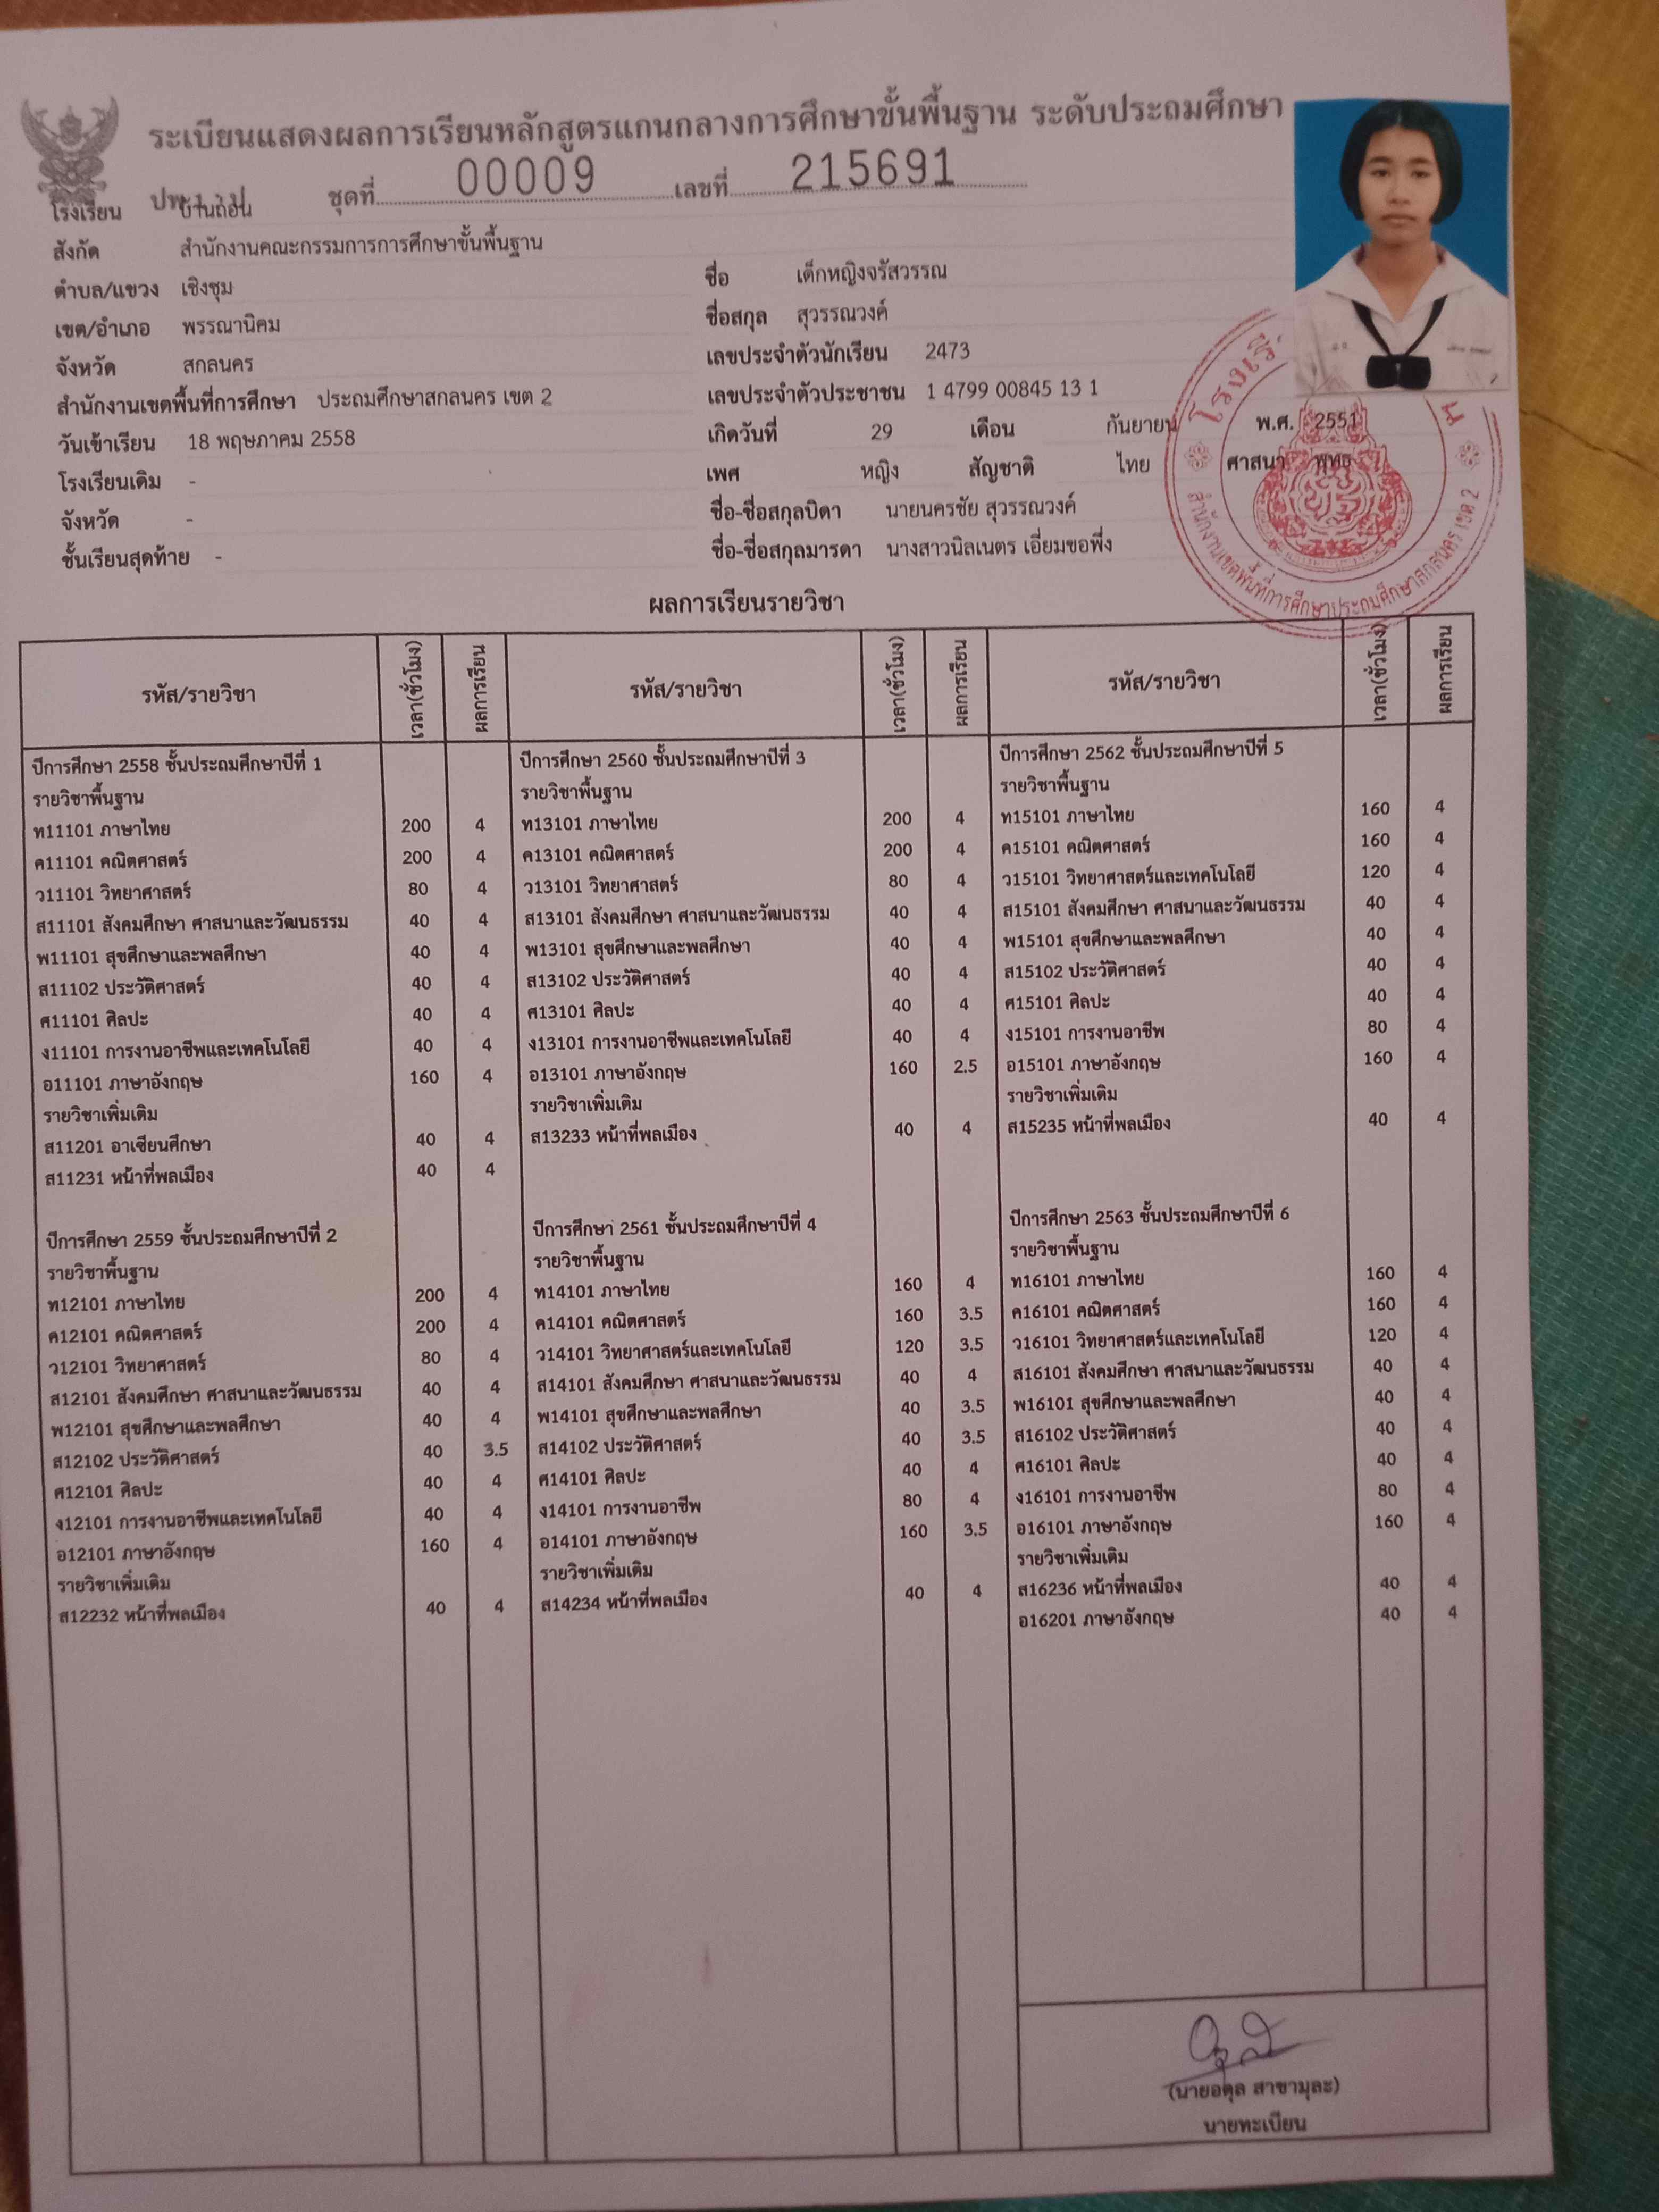 ระเบียนแสดงผลการเรียนหลักสูตรแกนกลางการศึกษาขั้นพื้นฐาน ระดับประถมศึกษา
ชุดที่ 00009 เลขที่ 215691
โรงเรียน บ้านถ่อน
สังกัด สำนักงานคณะกรรมการการศึกษาขั้นพื้นฐาน
ตำบล/แขวง เชิงชุม
เขต/อำเภอ พรรณานิคม
จังหวัด สกลนคร
สำนักงานเขตพื้นที่การศึกษา ประถมศึกษาสกลนคร เขต 2
วันเข้าเรียน 18 พฤษภาคม 2558
โรงเรียนเดิม -
จังหวัด -
ชั้นเรียนสุดท้าย -
ชื่อ เด็กหญิงจรัสวรรณ
ชื่อสกุล สุวรรณวงค์
เลขประจำตัวนักเรียน 2473
เลขประจำตัวประชาชน 1 4799 00845 13 1
เกิดวันที่ 29 เดือน กันยายน พ.ศ. 2551
เพศ หญิง สัญชาติ ไทย ศาสนา พุทธ
ชื่อ-ชื่อสกุลบิดา นายนครชัย สุวรรณวงค์
ชื่อ-ชื่อสกุลมารดา นางสาวนิลเนตร เอี่ยมขอพึ่ง
สำนักงานเขตพื้นที่การศึกษาประถมศึกษาสกลนคร เขต 2
ผลการเรียนรายวิชา
รหัส/รายวิชา เวลา(ชั่วโมง) ผลการเรียน รหัส/รายวิชา เวลา(ชั่วโมง) ผลการเรียน รหัส/รายวิชา เวลา(ชั่วโมง) ผลการเรียน
ปีการศึกษา 2558 ชั้นประถมศึกษาปีที่ 1
รายวิชาพื้นฐาน
ท11101 ภาษาไทย 200 4
ค11101 คณิตศาสตร์ 200 4
ว11101 วิทยาศาสตร์ 80 4
ส11101 สังคมศึกษา ศาสนาและวัฒนธรรม 40 4
พ11101 สุขศึกษาและพลศึกษา 40 4
ส11102 ประวัติศาสตร์ 40 4
ศ11101 ศิลปะ 40 4
ง11101 การงานอาชีพและเทคโนโลยี 40 4
อ11101 ภาษาอังกฤษ 160 4
รายวิชาเพิ่มเติม
ส11201 อาเซียนศึกษา 40 4
ส11231 หน้าที่พลเมือง 40 4
ปีการศึกษา 2559 ชั้นประถมศึกษาปีที่ 2
รายวิชาพื้นฐาน
ท12101 ภาษาไทย 200 4
ค12101 คณิตศาสตร์ 200 4
ว12101 วิทยาศาสตร์ 80 4
ส12101 สังคมศึกษา ศาสนาและวัฒนธรรม 40 4
พ12101 สุขศึกษาและพลศึกษา 40 4
ส12102 ประวัติศาสตร์ 40 3.5
ศ12101 ศิลปะ 40 4
ง12101 การงานอาชีพและเทคโนโลยี 40 4
อ12101 ภาษาอังกฤษ 160 4
รายวิชาเพิ่มเติม
ส12232 หน้าที่พลเมือง 40 4
ปีการศึกษา 2560 ชั้นประถมศึกษาปีที่ 3
รายวิชาพื้นฐาน
ท13101 ภาษาไทย 200 4
ค13101 คณิตศาสตร์ 200 4
ว13101 วิทยาศาสตร์ 80 4
ส13101 สังคมศึกษา ศาสนาและวัฒนธรรม 40 4
พ13101 สุขศึกษาและพลศึกษา 40 4
ส13102 ประวัติศาสตร์ 40 4
ศ13101 ศิลปะ 40 4
ง13101 การงานอาชีพและเทคโนโลยี 40 4
อ13101 ภาษาอังกฤษ 160 2.5
รายวิชาเพิ่มเติม
ส13233 หน้าที่พลเมือง 40 4
ปีการศึกษา 2561 ชั้นประถมศึกษาปีที่ 4
รายวิชาพื้นฐาน
ท14101 ภาษาไทย 160 4
ค14101 คณิตศาสตร์ 160 3.5
ว14101 วิทยาศาสตร์และเทคโนโลยี 120 3.5
ส14101 สังคมศึกษา ศาสนาและวัฒนธรรม 40 4
พ14101 สุขศึกษาและพลศึกษา 40 3.5
ส14102 ประวัติศาสตร์ 40 3.5
ศ14101 ศิลปะ 40 4
ง14101 การงานอาชีพ 80 4
อ14101 ภาษาอังกฤษ 160 3.5
รายวิชาเพิ่มเติม
ส14234 หน้าที่พลเมือง 40 4
ปีการศึกษา 2562 ชั้นประถมศึกษาปีที่ 5
รายวิชาพื้นฐาน
ท15101 ภาษาไทย 160 4
ค15101 คณิตศาสตร์ 160 4
ว15101 วิทยาศาสตร์และเทคโนโลยี 120 4
ส15101 สังคมศึกษา ศาสนาและวัฒนธรรม 40 4
พ15101 สุขศึกษาและพลศึกษา 40 4
ส15102 ประวัติศาสตร์ 40 4
ศ15101 ศิลปะ 40 4
ง15101 การงานอาชีพ 80 4
อ15101 ภาษาอังกฤษ 160 4
รายวิชาเพิ่มเติม
ส15235 หน้าที่พลเมือง 40 4
ปีการศึกษา 2563 ชั้นประถมศึกษาปีที่ 6
รายวิชาพื้นฐาน
ท16101 ภาษาไทย 160 4
ค16101 คณิตศาสตร์ 160 4
ว16101 วิทยาศาสตร์และเทคโนโลยี 120 4
ส16101 สังคมศึกษา ศาสนาและวัฒนธรรม 40 4
พ16101 สุขศึกษาและพลศึกษา 40 4
ส16102 ประวัติศาสตร์ 40 4
ศ16101 ศิลปะ 40 4
ง16101 การงานอาชีพ 80 4
อ16101 ภาษาอังกฤษ 160 4
รายวิชาเพิ่มเติม
ส16236 หน้าที่พลเมือง 40 4
อ16201 ภาษาอังกฤษ 40 4
(นายอดุล สาขามุละ)
นายทะเบียน